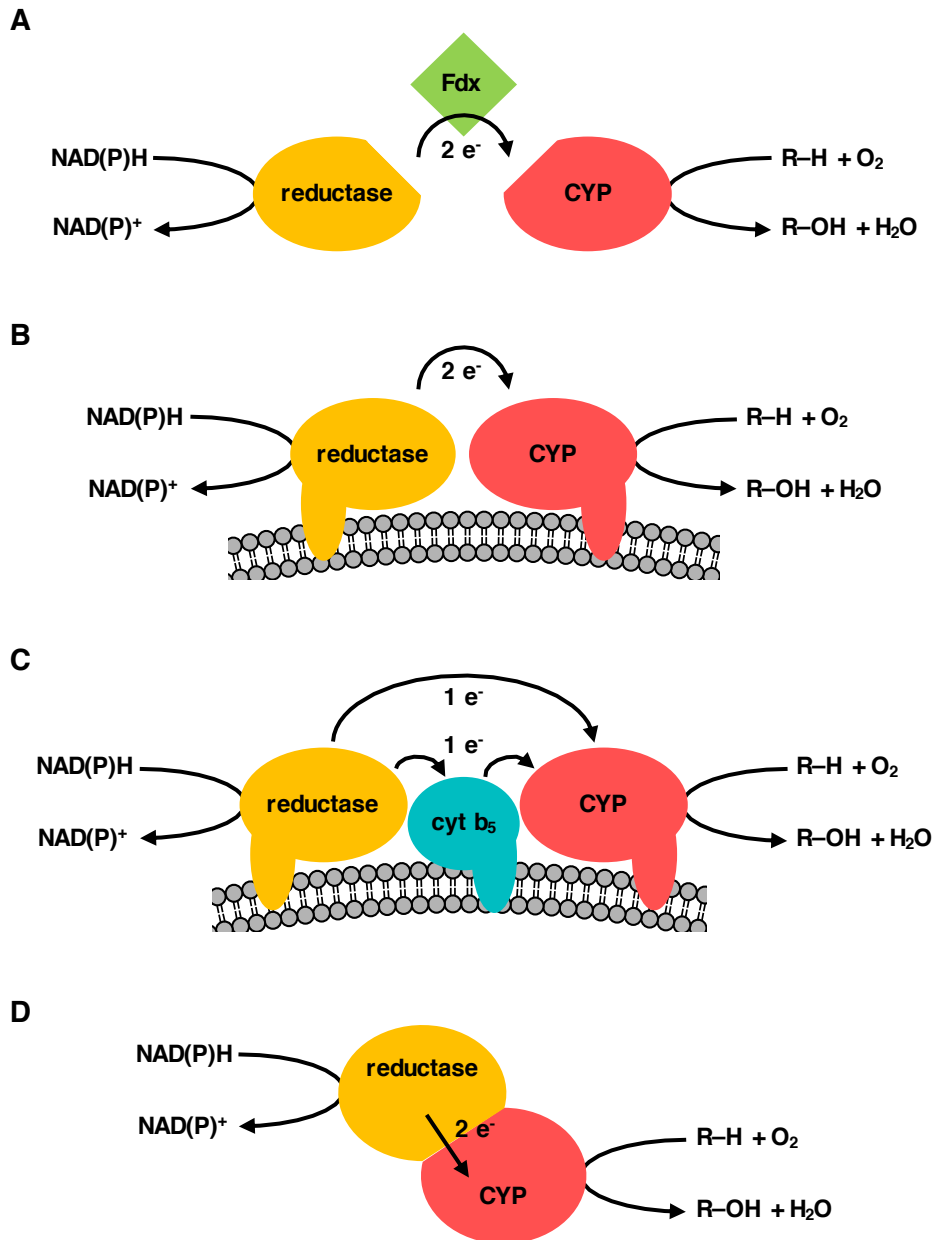 A
Fdx
NAD(P)H
2 e⁻
R–H + O₂
reductase
CYP
NAD(P)⁺
R–OH + H₂O
B
2 e⁻
NAD(P)H
R–H + O₂
reductase
CYP
NAD(P)⁺
R–OH + H₂O
C
1 e⁻
1 e⁻
NAD(P)H
R–H + O₂
reductase
CYP
cyt b₅
NAD(P)⁺
R–OH + H₂O
D
NAD(P)H
reductase
NAD(P)⁺
2 e⁻
R–H + O₂
CYP
R–OH + H₂O